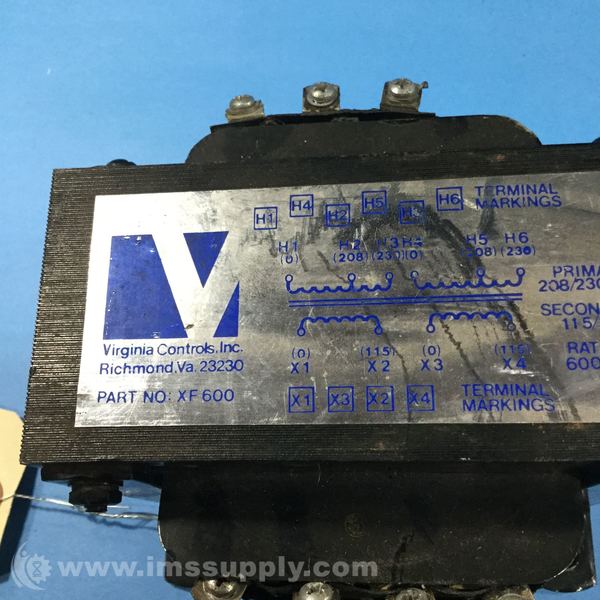 H1 H4 H2 H5 H3 H6 TERMINAL
MARKINGS
H1 H2 H3 H4 H5 H6
(0) (208) (230) (0) (208) (230)
PRIMA
208/230
SECON
115/
RAT
600
(0) (115) (0) (115)
X1 X2 X3 X4
X1 X3 X2 X4 TERMINAL
MARKINGS
V
Virginia Controls, Inc.
Richmond, Va. 23230
PART NO: XF600
www.imssupply.com